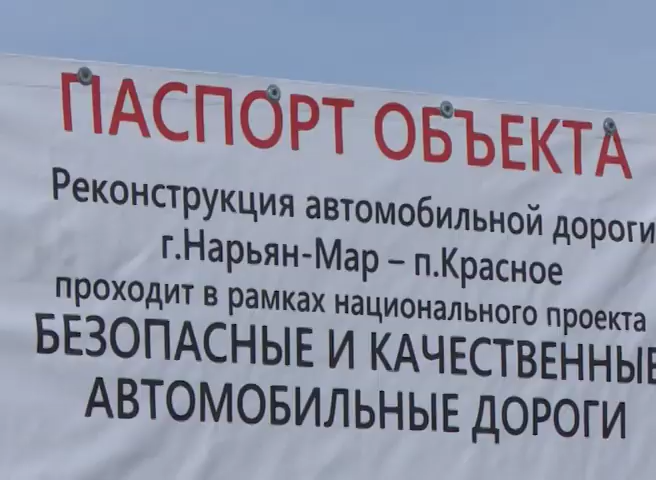 ПАСПОРТ ОБЪЕКТА
Реконструкция автомобильной дороги
г.Нарьян-Мар – п.Красное
проходит в рамках национального проекта
БЕЗОПАСНЫЕ И КАЧЕСТВЕННЫЕ
АВТОМОБИЛЬНЫЕ ДОРОГИ